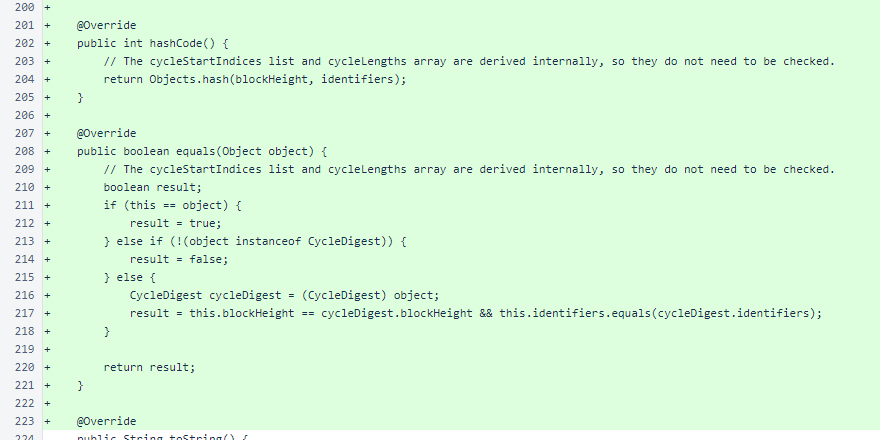 200 +
201 +     @Override
202 +     public int hashCode() {
203 +         // The cycleStartIndices list and cycleLengths array are derived internally, so they do not need to be checked.
204 +         return Objects.hash(blockHeight, identifiers);
205 +     }
206 +
207 +     @Override
208 +     public boolean equals(Object object) {
209 +         // The cycleStartIndices list and cycleLengths array are derived internally, so they do not need to be checked.
210 +         boolean result;
211 +         if (this == object) {
212 +             result = true;
213 +         } else if (!(object instanceof CycleDigest)) {
214 +             result = false;
215 +         } else {
216 +             CycleDigest cycleDigest = (CycleDigest) object;
217 +             result = this.blockHeight == cycleDigest.blockHeight && this.identifiers.equals(cycleDigest.identifiers);
218 +         }
219 +
220 +         return result;
221 +     }
222 +
223 +     @Override
224       public String toString() {